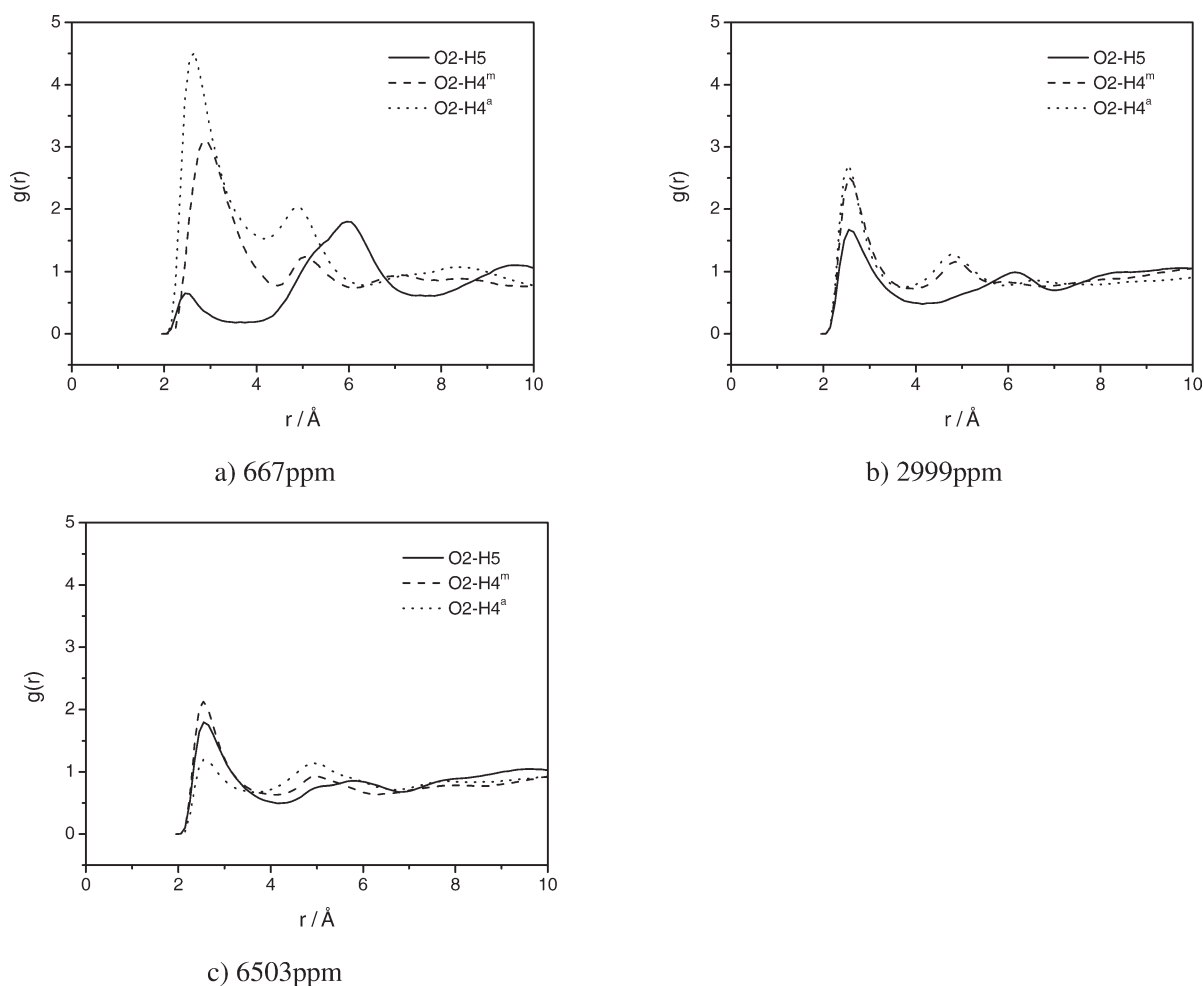 5
4
3
2
1
0
g(r)
O2-H5
O2-H4ᵐ
O2-H4ᵃ
0 2 4 6 8 10
r / Å
a) 667ppm
5
4
3
2
1
0
g(r)
O2-H5
O2-H4ᵐ
O2-H4ᵃ
0 2 4 6 8 10
r / Å
b) 2999ppm
5
4
3
2
1
0
g(r)
O2-H5
O2-H4ᵐ
O2-H4ᵃ
0 2 4 6 8 10
r / Å
c) 6503ppm